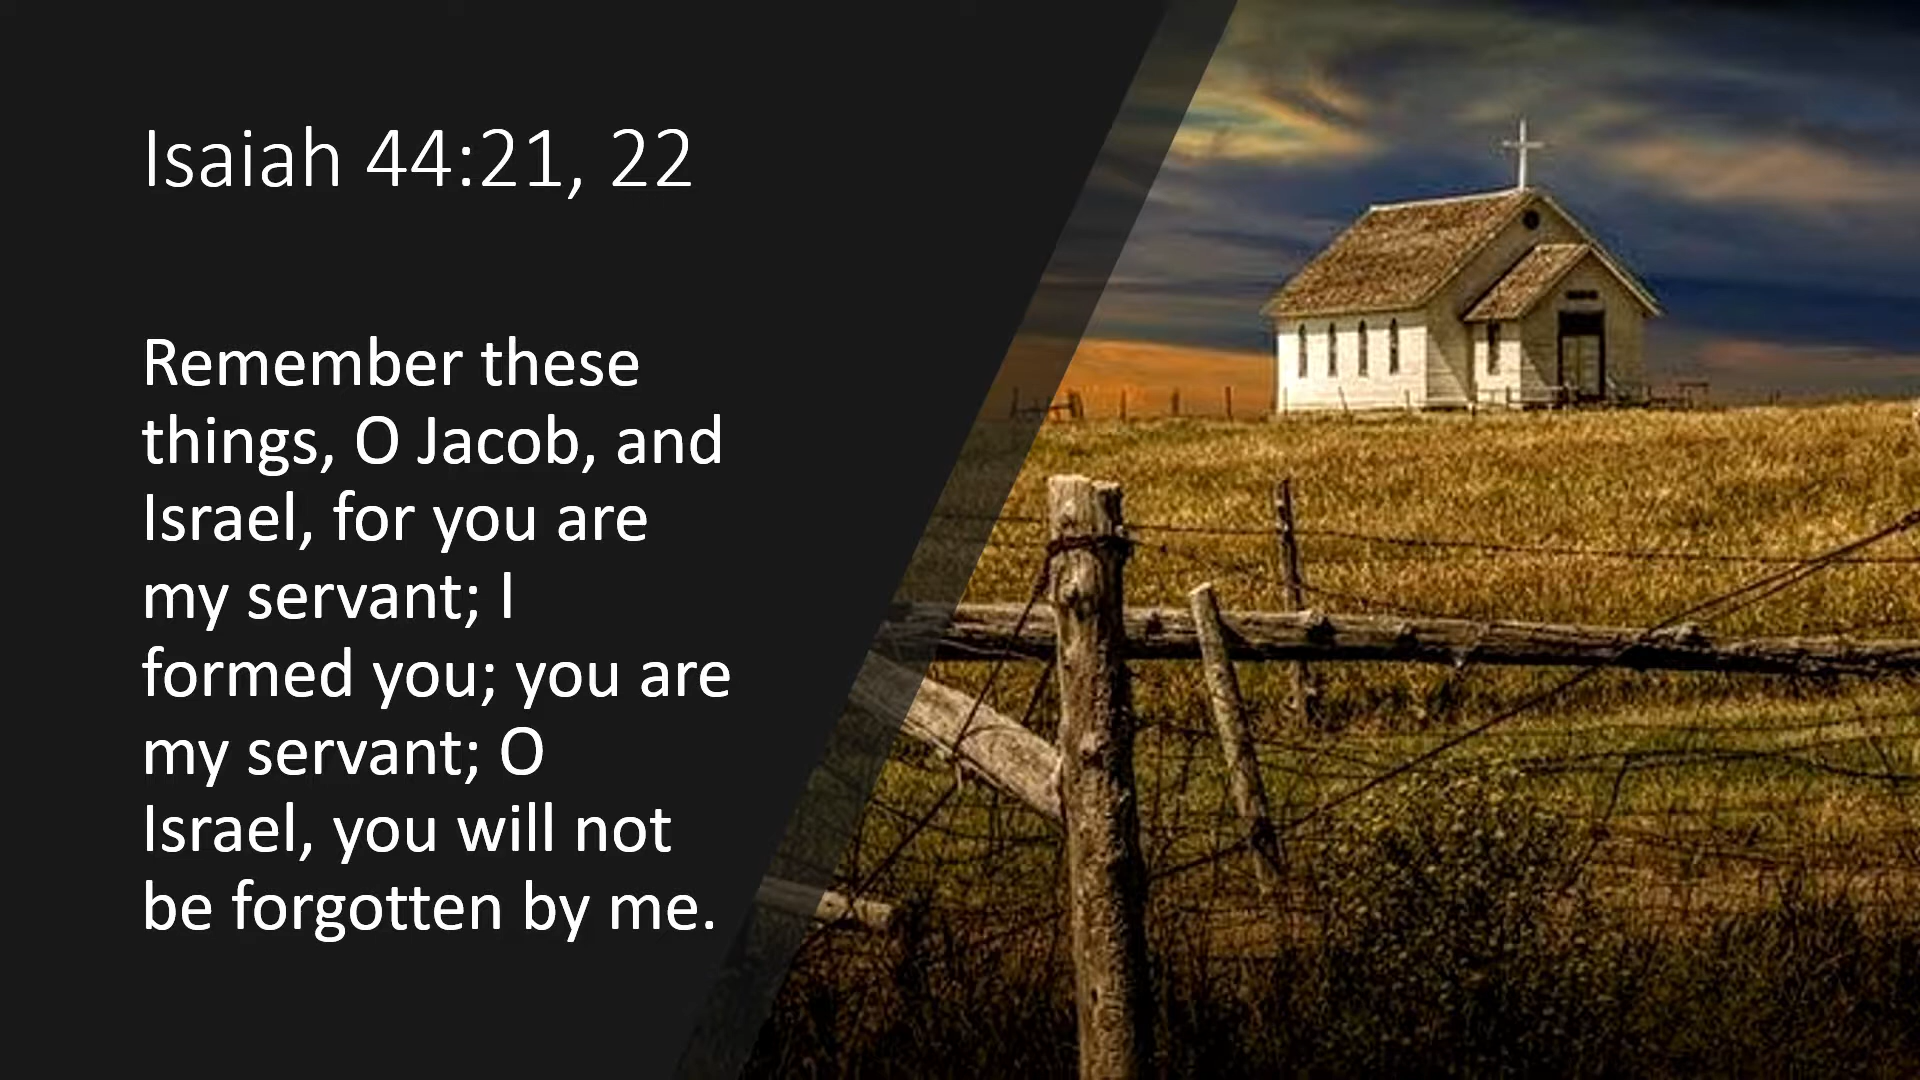 Isaiah 44:21, 22
Remember these
things, O Jacob, and
Israel, for you are
my servant; I
formed you; you are
my servant; O
Israel, you will not
be forgotten by me.